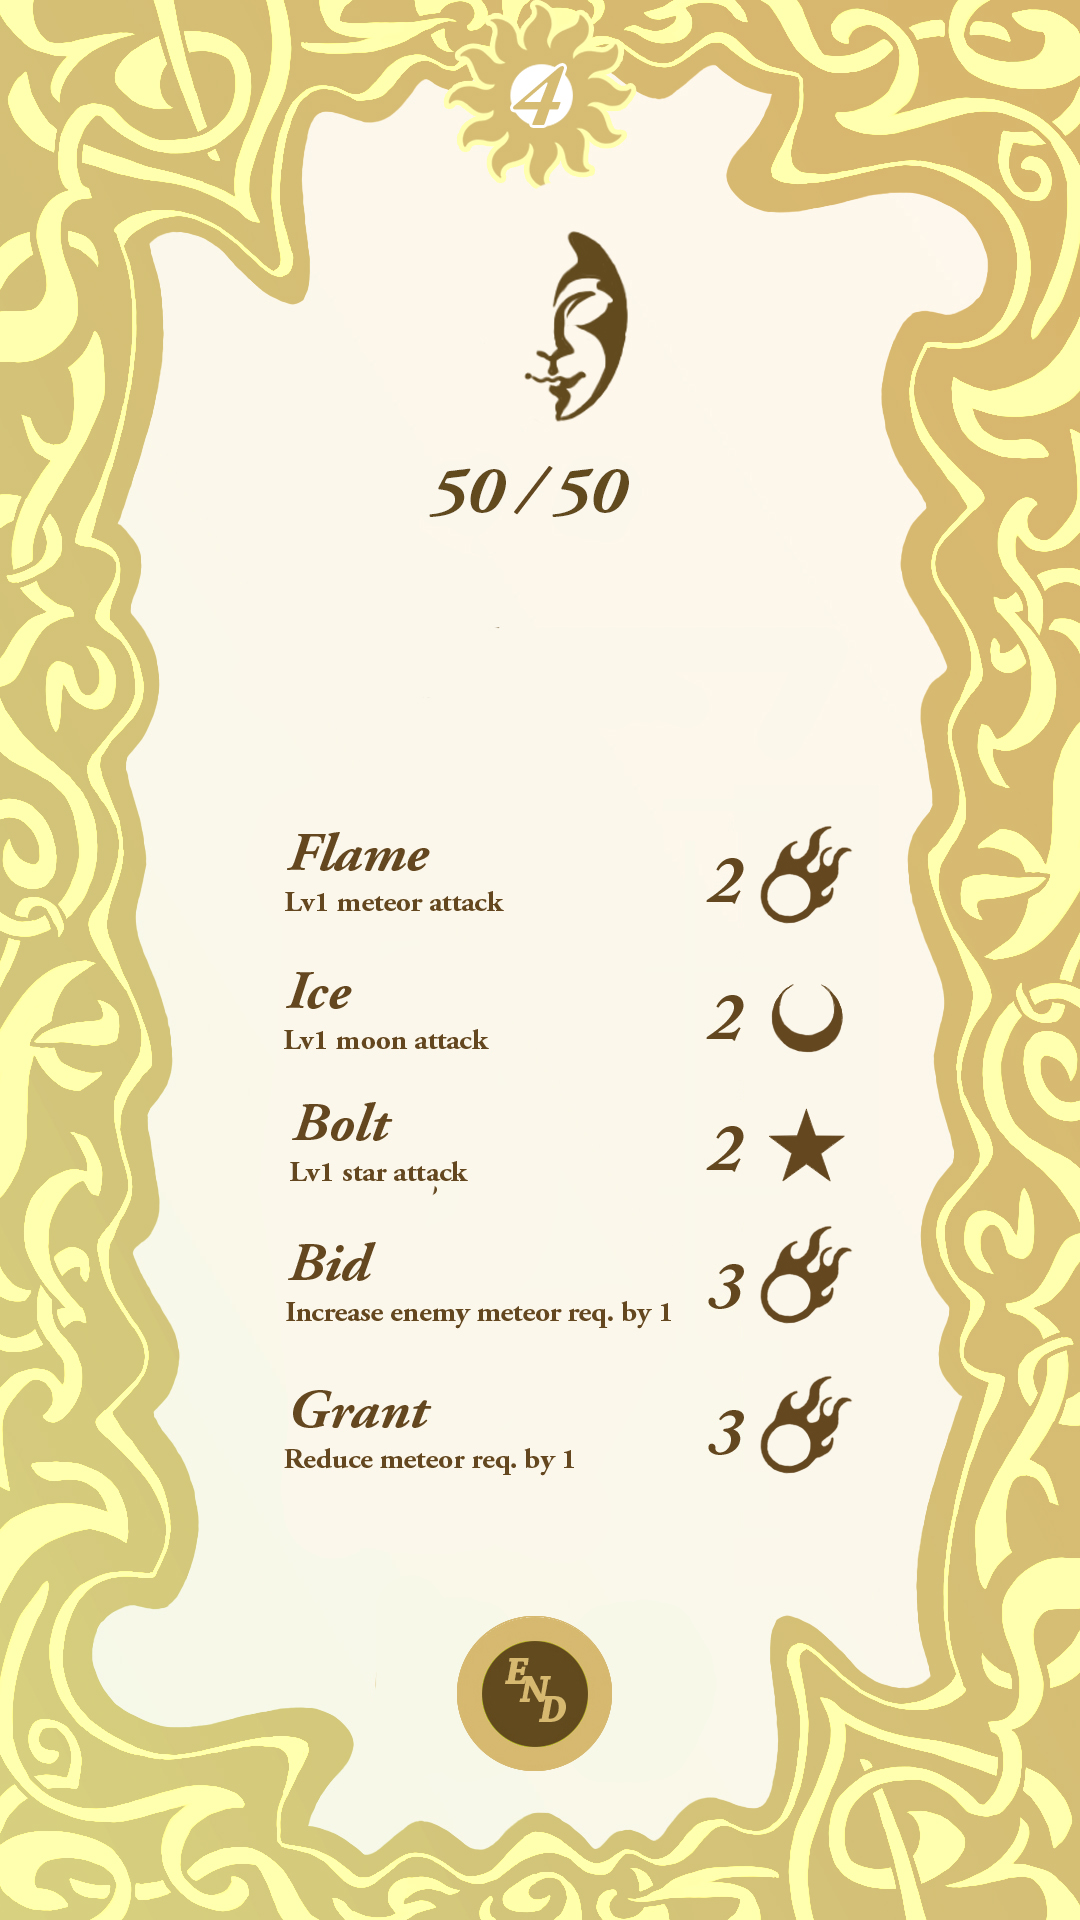 4
50/50
Flame
Lv1 meteor attack
2
Ice
Lv1 moon attack
2
Bolt
Lv1 star attack
2
Bid
Increase enemy meteor req. by 1
3
Grant
Reduce meteor req. by 1
3
END